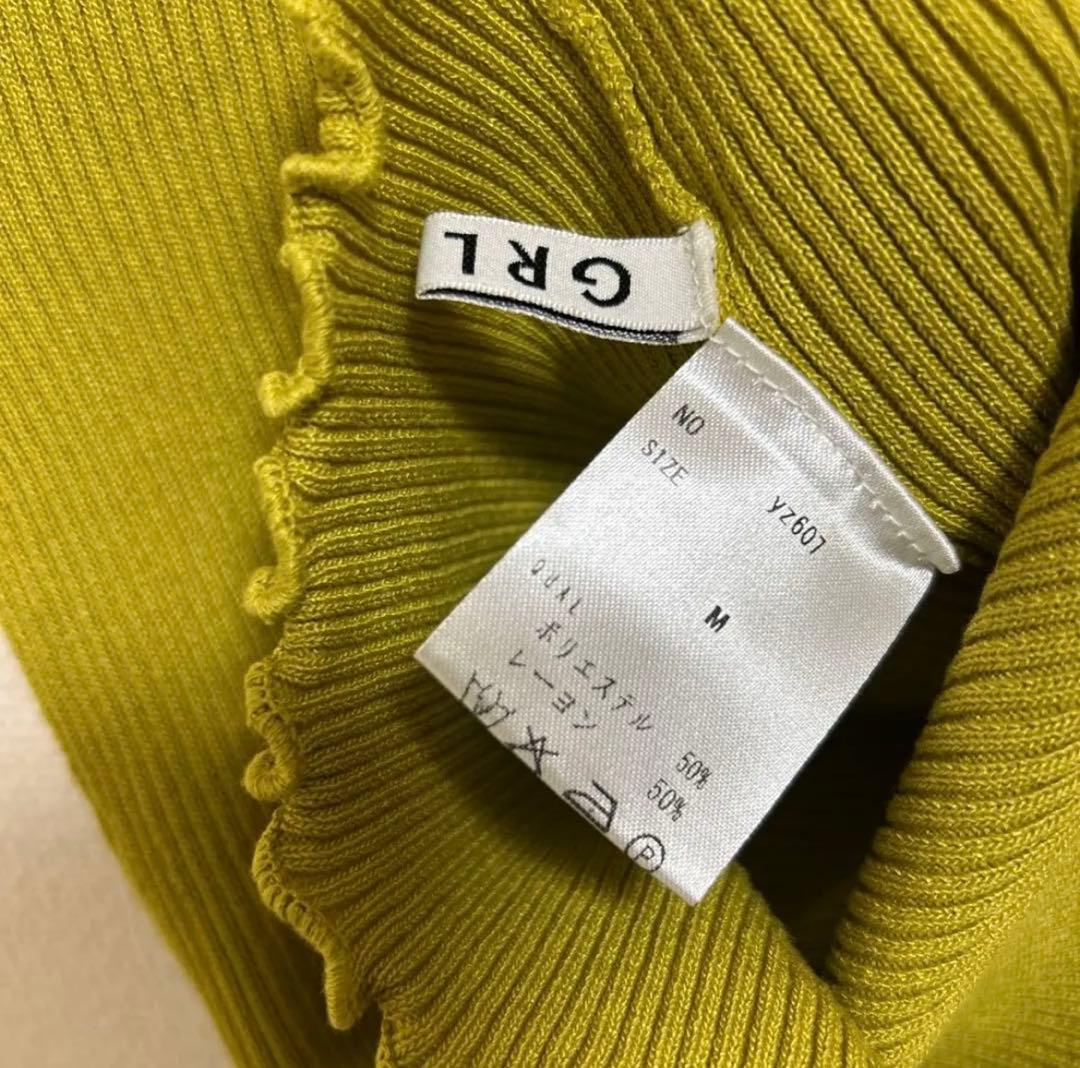 GRL
NO yz607
SIZE M
ポリエステル 50%
レーヨン 50%
P